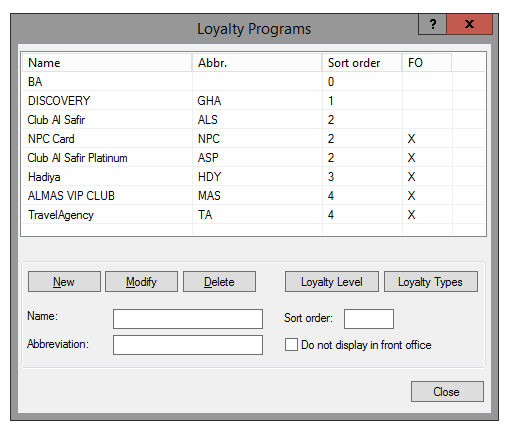 Loyalty Programs
? x
Name Abbr. Sort order FO
BA 0
DISCOVERY GHA 1
Club Al Safir ALS 2
NPC Card NPC 2 X
Club Al Safir Platinum ASP 2 X
Hadiya HDY 3 X
ALMAS VIP CLUB MAS 4 X
TravelAgency TA 4 X
New Modify Delete Loyalty Level Loyalty Types
Name: Sort order:
Abbreviation: Do not display in front office
Close